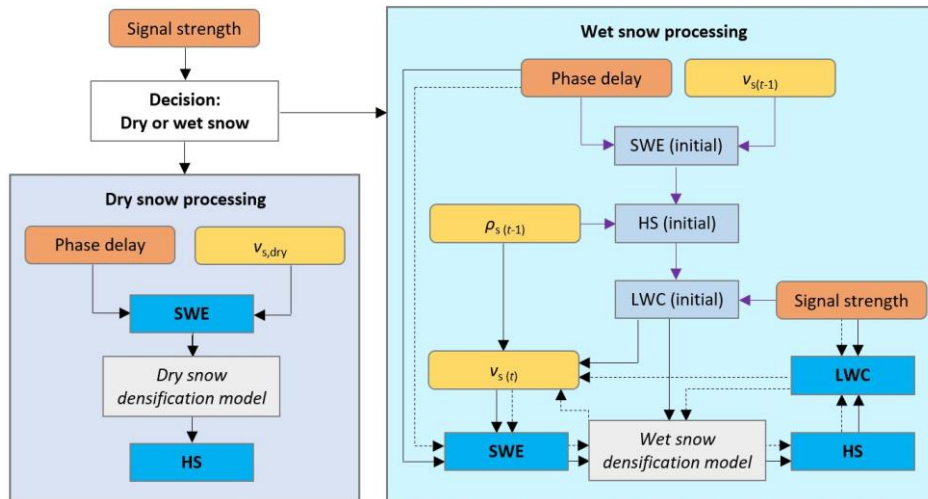 Signal strength
Decision:
Dry or wet snow
Dry snow processing
Phase delay
vs,dry
SWE
Dry snow
densification model
HS
Wet snow processing
Phase delay
vs(t-1)
SWE (initial)
ρs (t-1)
HS (initial)
LWC (initial)
Signal strength
vs (t)
LWC
SWE
Wet snow
densification model
HS